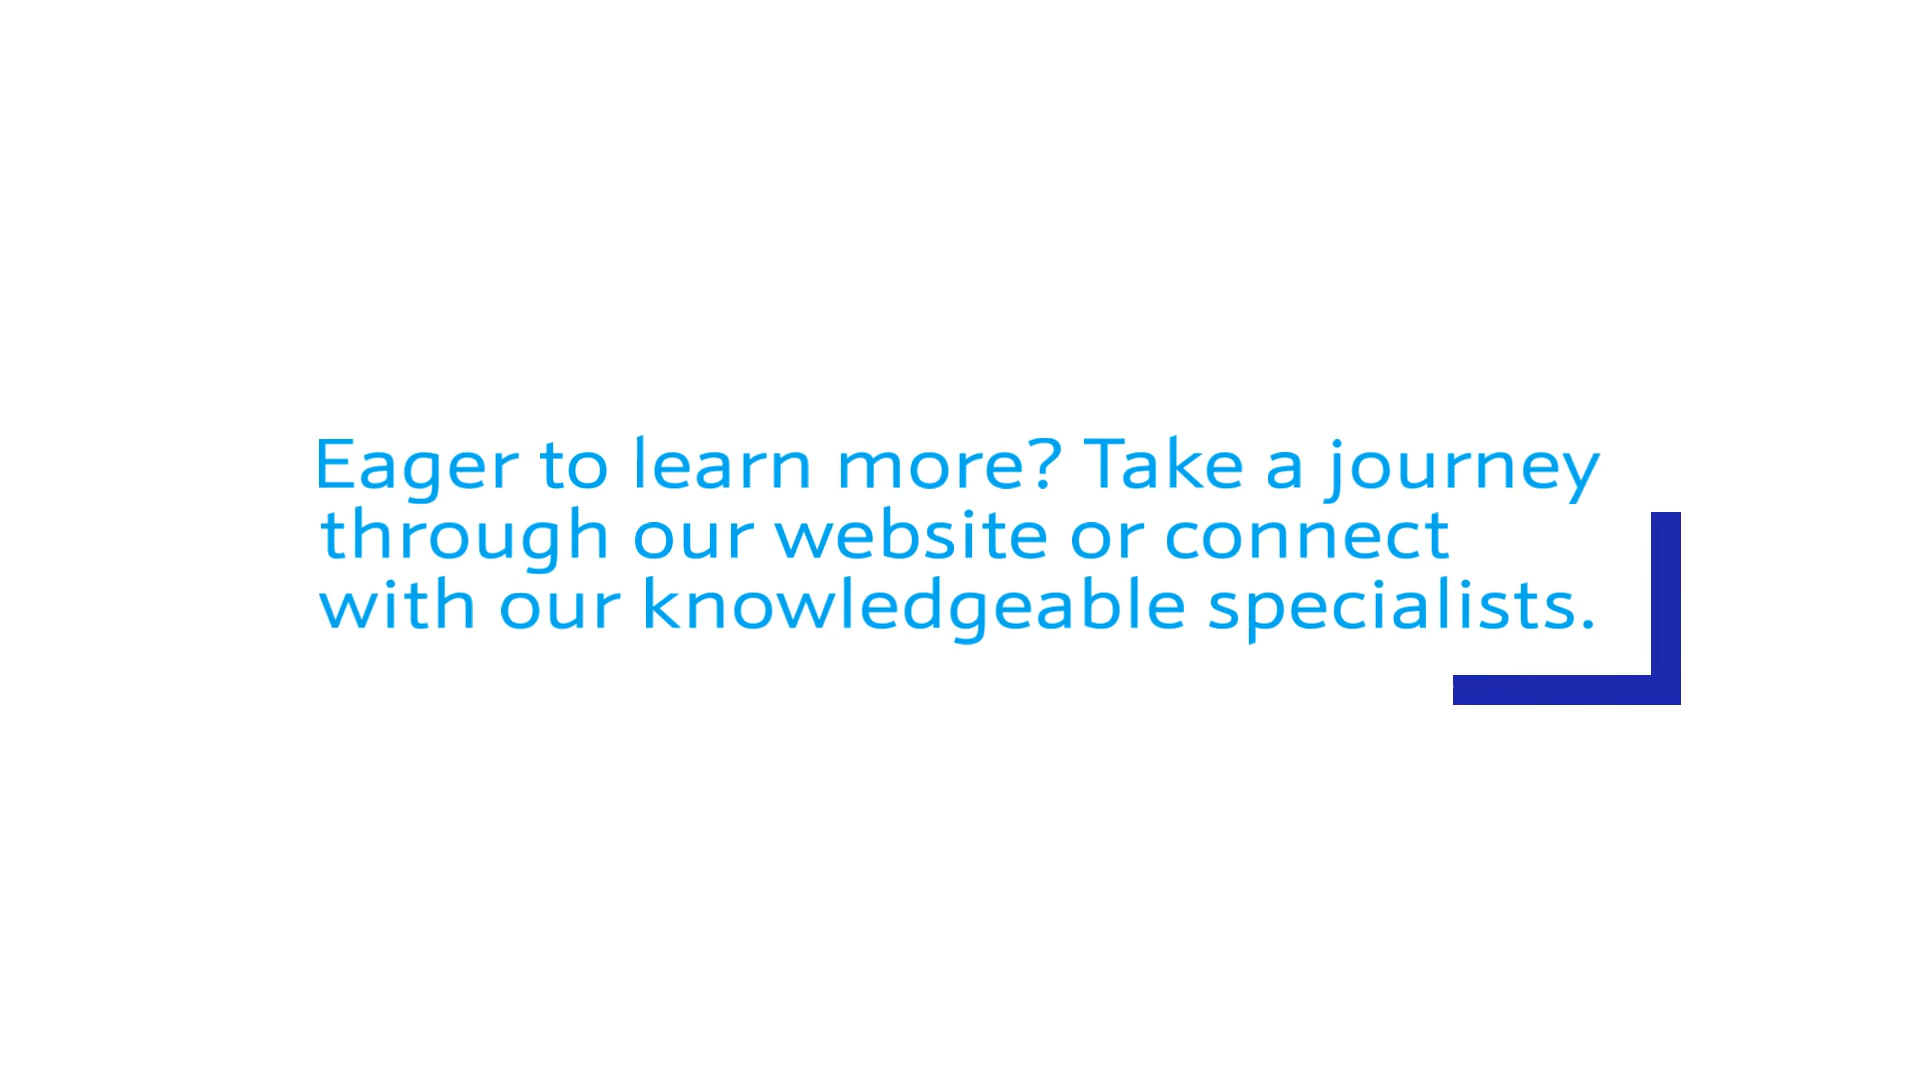 Eager to learn more? Take a journey
through our website or connect
with our knowledgeable specialists.